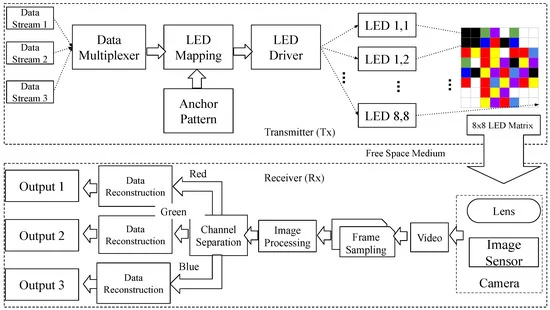 Data
Stream 1
Data
Stream 2
Data
Stream 3
Data
Multiplexer
LED
Mapping
LED
Driver
Anchor
Pattern
LED 1,1
LED 1,2
LED 8,8
Transmitter (Tx)
8x8 LED Matrix
Free Space Medium
Receiver (Rx)
Output 1
Data
Reconstruction
Red
Output 2
Data
Reconstruction
Green
Output 3
Data
Reconstruction
Blue
Channel
Separation
Image
Processing
Frame
Sampling
Video
Lens
Image
Sensor
Camera